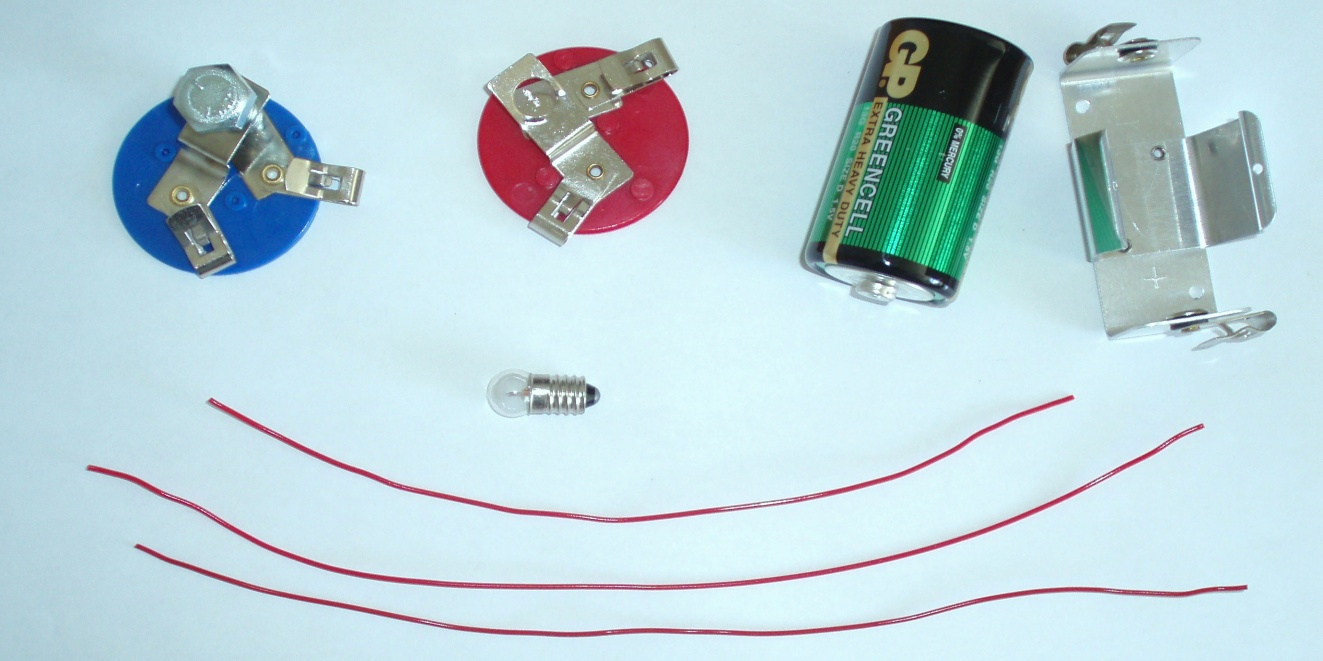 GP
GREENCELL
EXTRA HEAVY DUTY
0% MERCURY